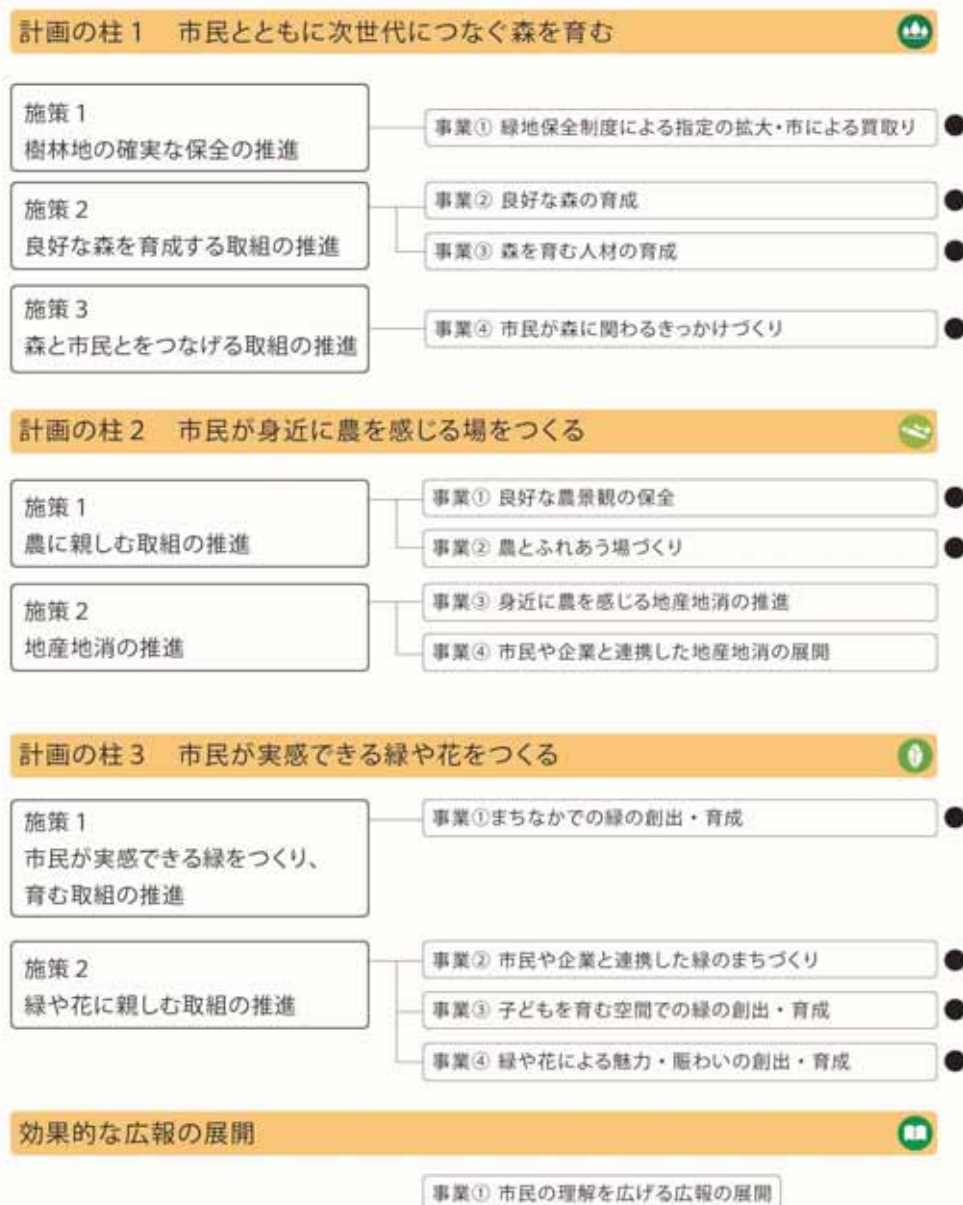 計画の柱1 市民とともに次世代につなぐ森を育む
施策1
樹林地の確実な保全の推進
事業① 緑地保全制度による指定の拡大・市による買取り
施策2
良好な森を育成する取組の推進
事業② 良好な森の育成
事業③ 森を育む人材の育成
施策3
森と市民とをつなげる取組の推進
事業④ 市民が森に関わるきっかけづくり
計画の柱2 市民が身近に農を感じる場をつくる
施策1
農に親しむ取組の推進
事業① 良好な農景観の保全
事業② 農とふれあう場づくり
施策2
地産地消の推進
事業③ 身近に農を感じる地産地消の推進
事業④ 市民や企業と連携した地産地消の展開
計画の柱3 市民が実感できる緑や花をつくる
施策1
市民が実感できる緑をつくり、
育む取組の推進
事業①まちなかでの緑の創出・育成
施策2
緑や花に親しむ取組の推進
事業② 市民や企業と連携した緑のまちづくり
事業③ 子どもを育む空間での緑の創出・育成
事業④ 緑や花による魅力・賑わいの創出・育成
効果的な広報の展開
事業① 市民の理解を広げる広報の展開